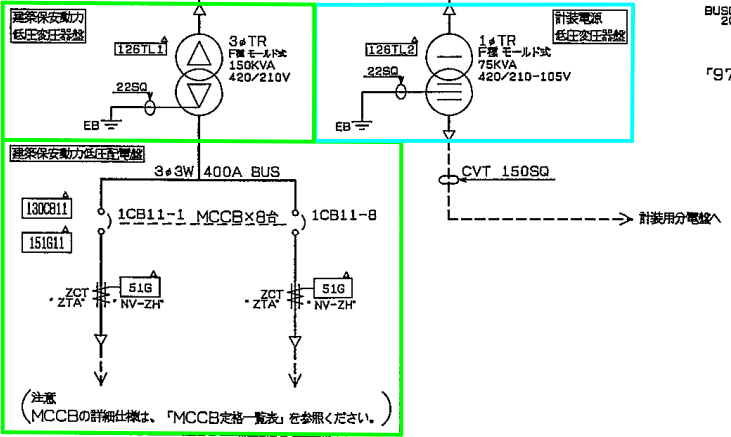 建築保安動力
低圧変圧器盤
126TL1
3φTR
F種 モールド式
150KVA
420/210V
22SQ
EB
計装電源
低圧変圧器盤
126TL2
1φTR
F種 モールド式
75KVA
420/210-105V
22SQ
EB
BUSD
20
「97
建築保安動力低圧配電盤
3φ3W 400A BUS
CVT 150SQ
計装用分電盤へ
130CB11
151G11
1CB11-1 MCCB×8台 1CB11-8
ZCT
"ZTA"
51G
"NV-ZH"
ZCT
"ZTA"
51G
"NV-ZH"
注意
MCCBの詳細仕様は、「MCCB定格一覧表」を参照ください。